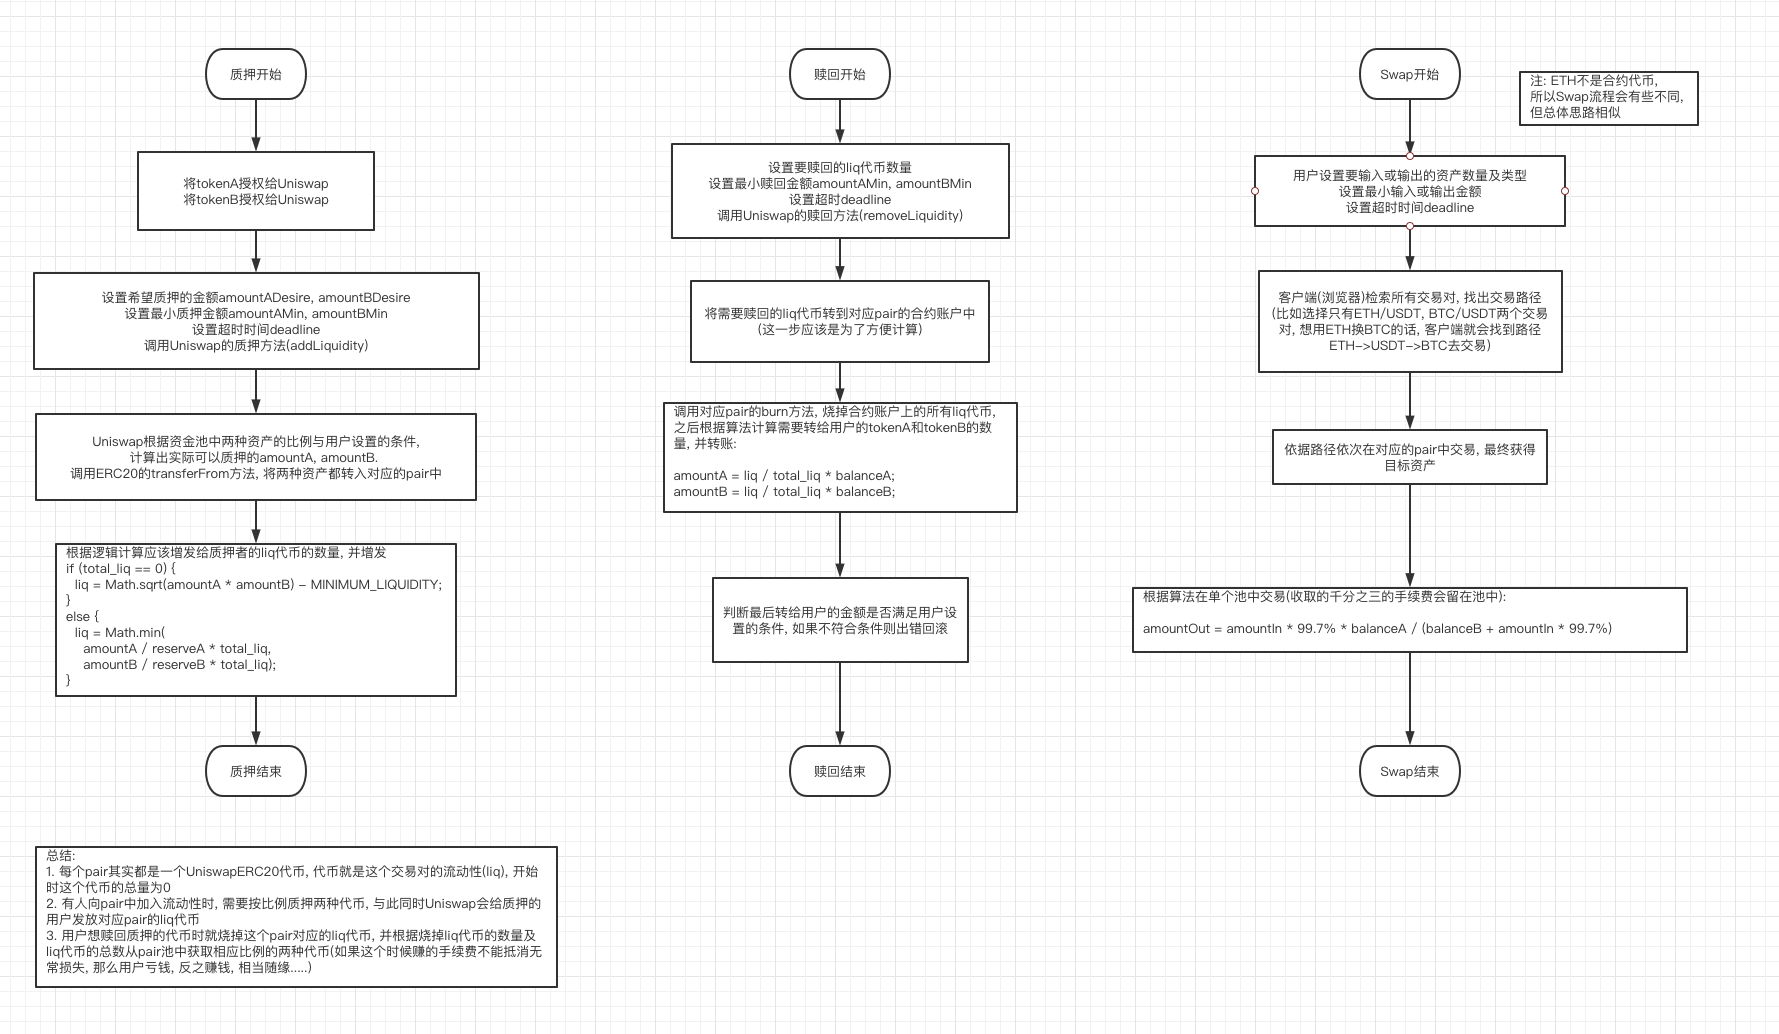 质押开始
将tokenA授权给Uniswap
将tokenB授权给Uniswap
设置希望质押的金额amountADesire, amountBDesire
设置最小质押金额amountAMin, amountBMin
设置超时时间deadline
调用Uniswap的质押方法(addLiquidity)
Uniswap根据资金池中两种资产的比例与用户设置的条件,
计算出实际可以质押的amountA, amountB.
调用ERC20的transferFrom方法, 将两种资产都转入对应的pair中
根据逻辑计算应该增发给质押者的liq代币的数量, 并增发
if (total_liq == 0) {
liq = Math.sqrt(amountA * amountB) – MINIMUM_LIQUIDITY;
}
else {
liq = Math.min(
amountA / reserveA * total_liq,
amountB / reserveB * total_liq);
}
质押结束
总结:
1. 每个pair其实都是一个UniswapERC20代币, 代币就是这个交易对的流动性(liq), 开始
时这个代币的总量为0
2. 有人向pair中加入流动性时, 需要按比例质押两种代币, 与此同时Uniswap会给质押的
用户发放对应pair的liq代币
3. 用户想赎回质押的代币时就烧掉这个pair对应的liq代币, 并根据烧掉liq代币的数量及
liq代币的总数从pair池中获取相应比例的两种代币(如果这个时候赚的手续费不能抵消无
常损失, 那么用户亏钱, 反之赚钱, 相当随缘.....)
赎回开始
设置要赎回的liq代币数量
设置最小赎回金额amountAMin, amountBMin
设置超时deadline
调用Uniswap的赎回方法(removeLiquidity)
将需要赎回的liq代币转到对应pair的合约账户中
(这一步应该是为了方便计算)
调用对应pair的burn方法, 烧掉合约账户上的所有liq代币,
之后根据算法计算需要转给用户的tokenA和tokenB的数
量, 并转账:
amountA = liq / total_liq * balanceA;
amountB = liq / total_liq * balanceB;
判断最后转给用户的金额是否满足用户设
置的条件, 如果不符合条件则出错回滚
赎回结束
Swap开始
注: ETH不是合约代币,
所以Swap流程会有些不同,
但总体思路相似
用户设置要输入或输出的资产数量及类型
设置最小输入或输出金额
设置超时时间deadline
客户端(浏览器)检索所有交易对, 找出交易路径
(比如选择只有ETH/USDT, BTC/USDT两个交易
对, 想用ETH换BTC的话, 客户端就会找到路径
ETH–>USDT–>BTC去交易)
依据路径依次在对应的pair中交易, 最终获得
目标资产
根据算法在单个池中交易(收取的千分之三的手续费会留在池中):
amountOut = amountIn * 99.7% * balanceA / (balanceB + amountIn * 99.7%)
Swap结束